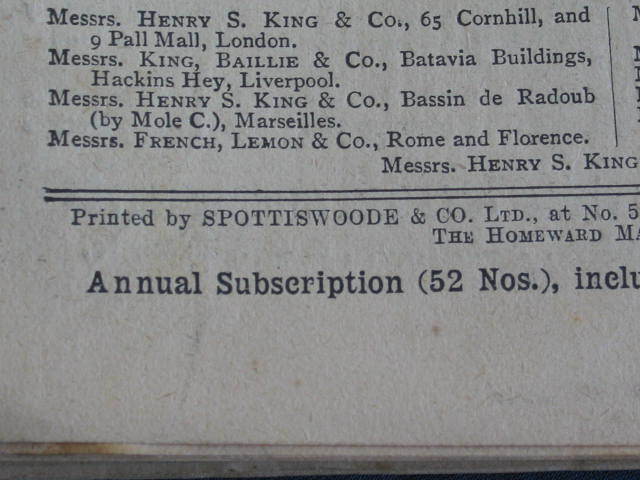 Messrs. HENRY S. KING & Co., 65 Cornhill, and
9 Pall Mall, London.
Messrs. KING, BAILLIE & Co., Batavia Buildings,
Hackins Hey, Liverpool.
Messrs. HENRY S. KING & Co., Bassin de Radoub
(by Mole C.), Marseilles.
Messrs. FRENCH, LEMON & Co., Rome and Florence.
Messrs. HENRY S. KING
Printed by SPOTTISWOODE & CO. LTD., at No. 5
THE HOMEWARD MA
Annual Subscription (52 Nos.), inclu